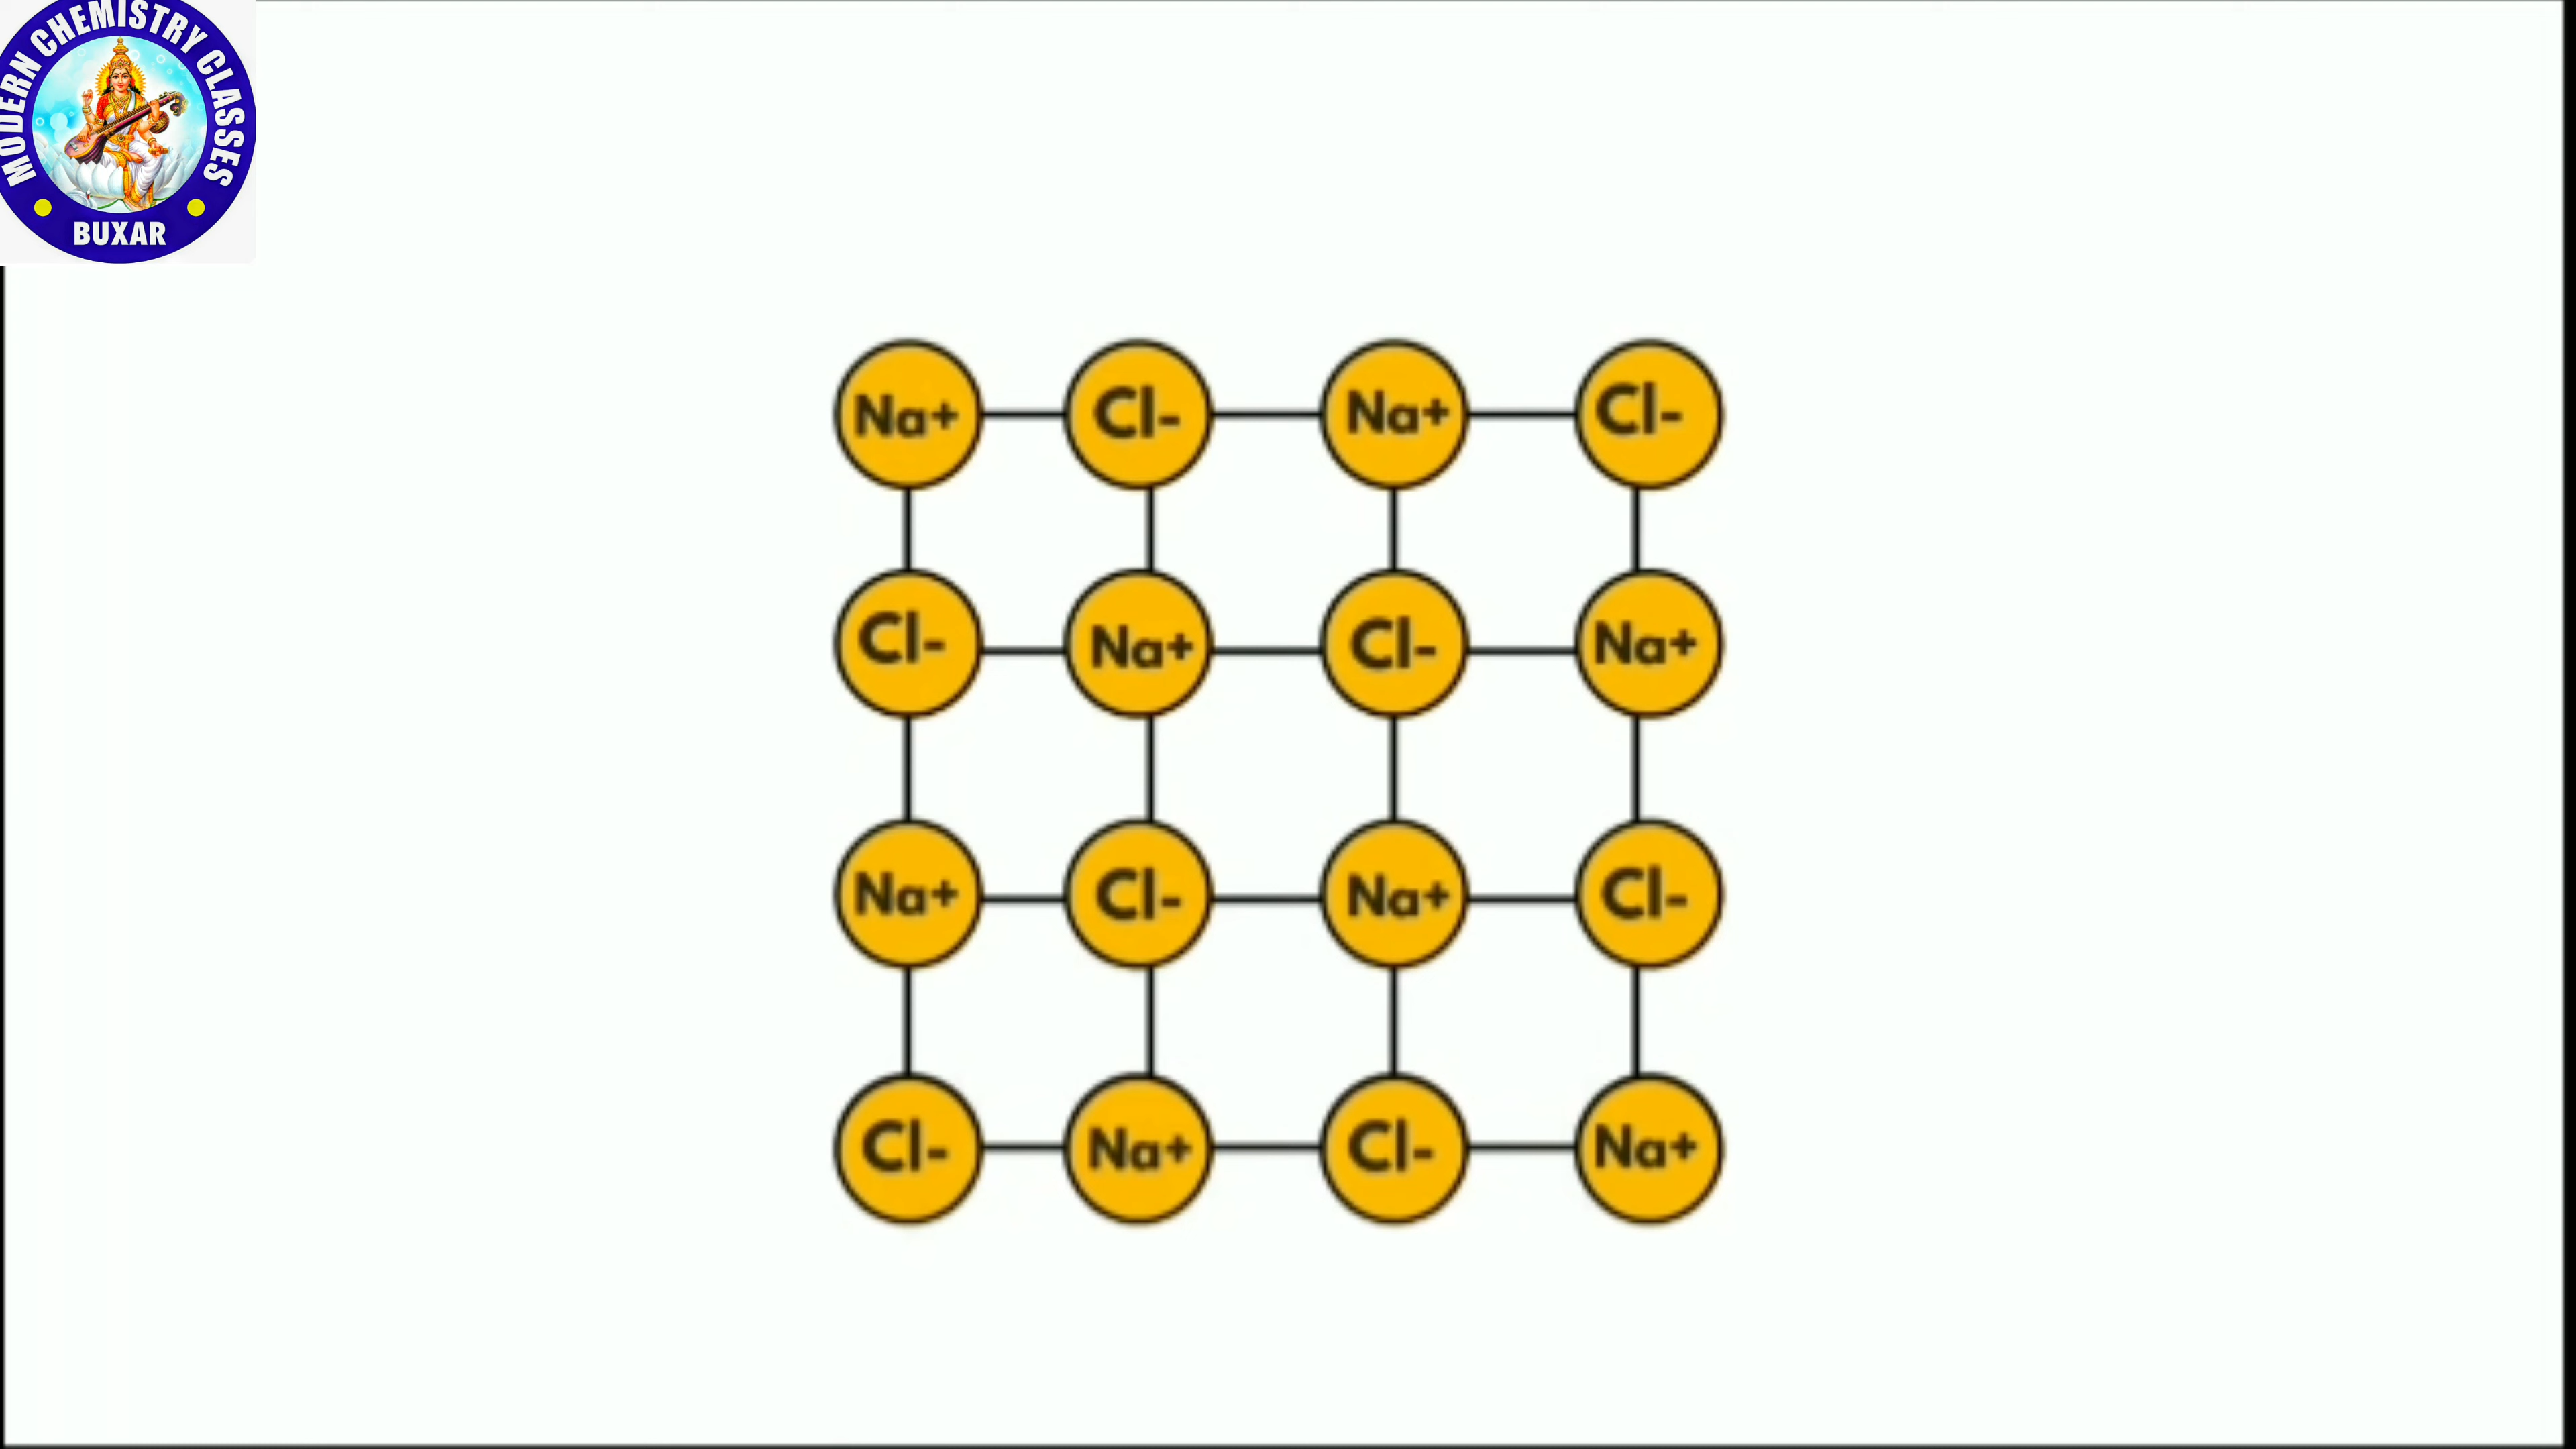 MODERN CHEMISTRY CLASSES
BUXAR
Na+ Cl- Na+ Cl-
Cl- Na+ Cl- Na+
Na+ Cl- Na+ Cl-
Cl- Na+ Cl- Na+